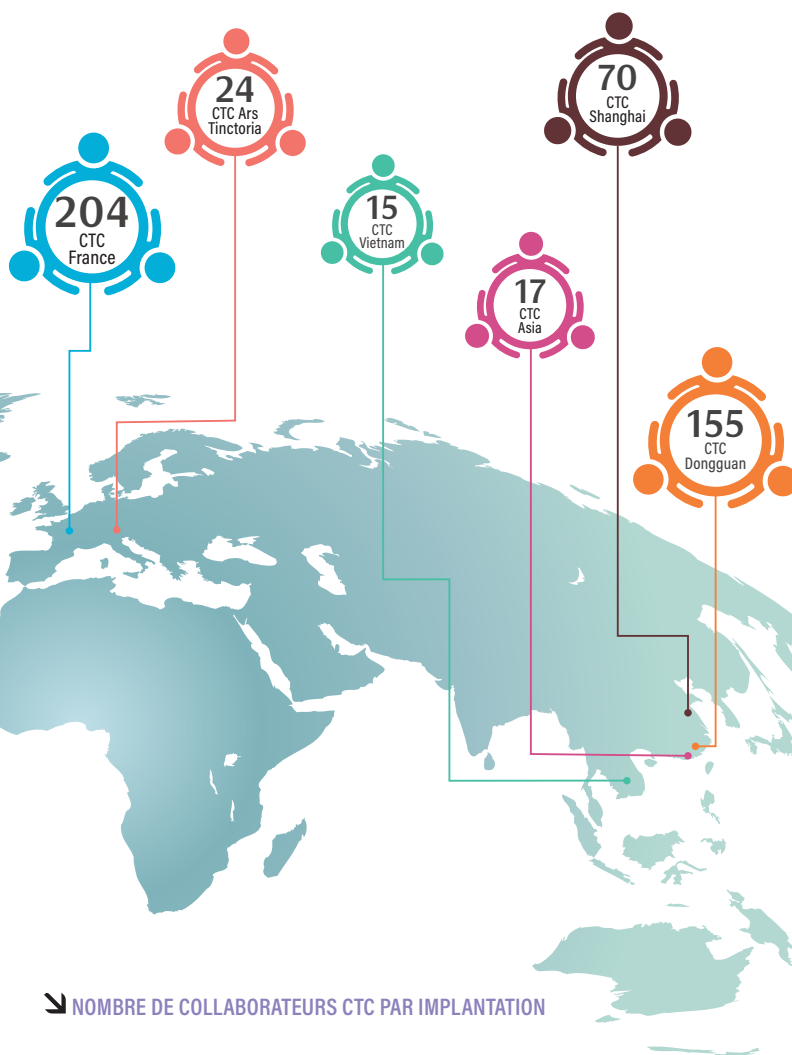 24
CTC Ars
Tinctoria
70
CTC
Shanghai
204
CTC
France
15
CTC
Vietnam
17
CTC
Asia
155
CTC
Dongguan
NOMBRE DE COLLABORATEURS CTC PAR IMPLANTATION